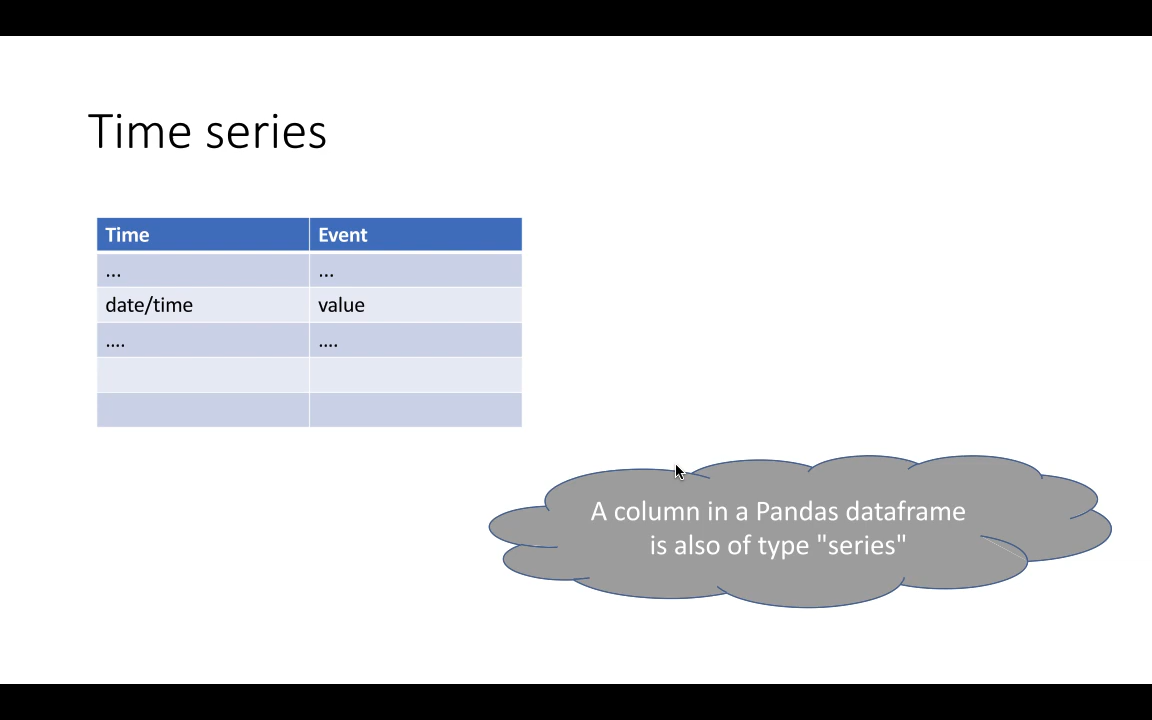 Time series
Time Event
... ...
date/time value
.... ....
A column in a Pandas dataframe
is also of type "series"